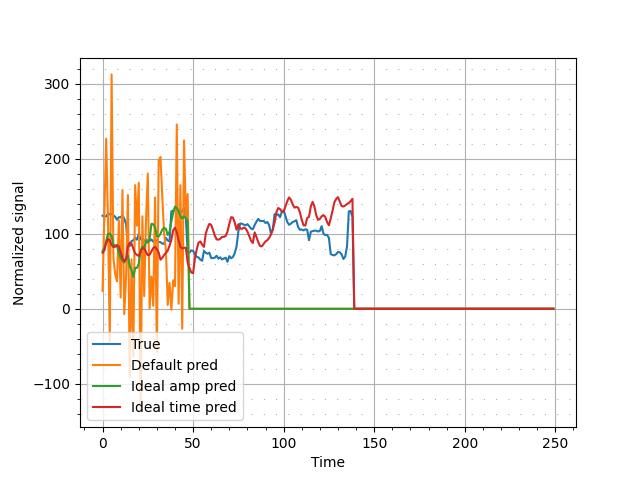 300
200
100
0
−100
Normalized signal
True
Default pred
Ideal amp pred
Ideal time pred
0 50 100 150 200 250
Time